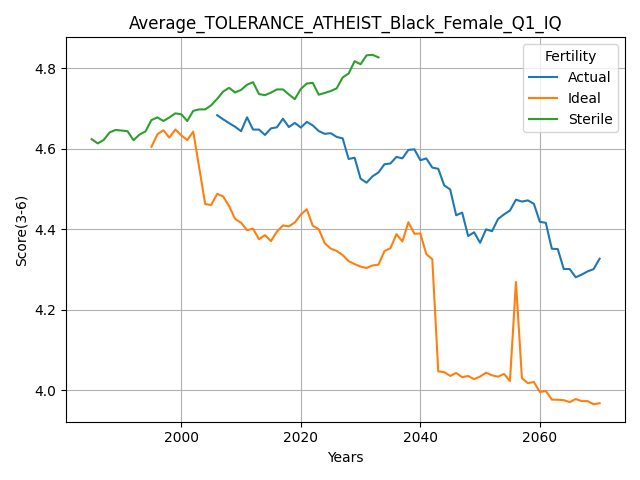 Average_TOLERANCE_ATHEIST_Black_Female_Q1_IQ
Fertility
Actual
Ideal
Sterile
Score(3-6)
4.8
4.6
4.4
4.2
4.0
2000
2020
2040
2060
Years